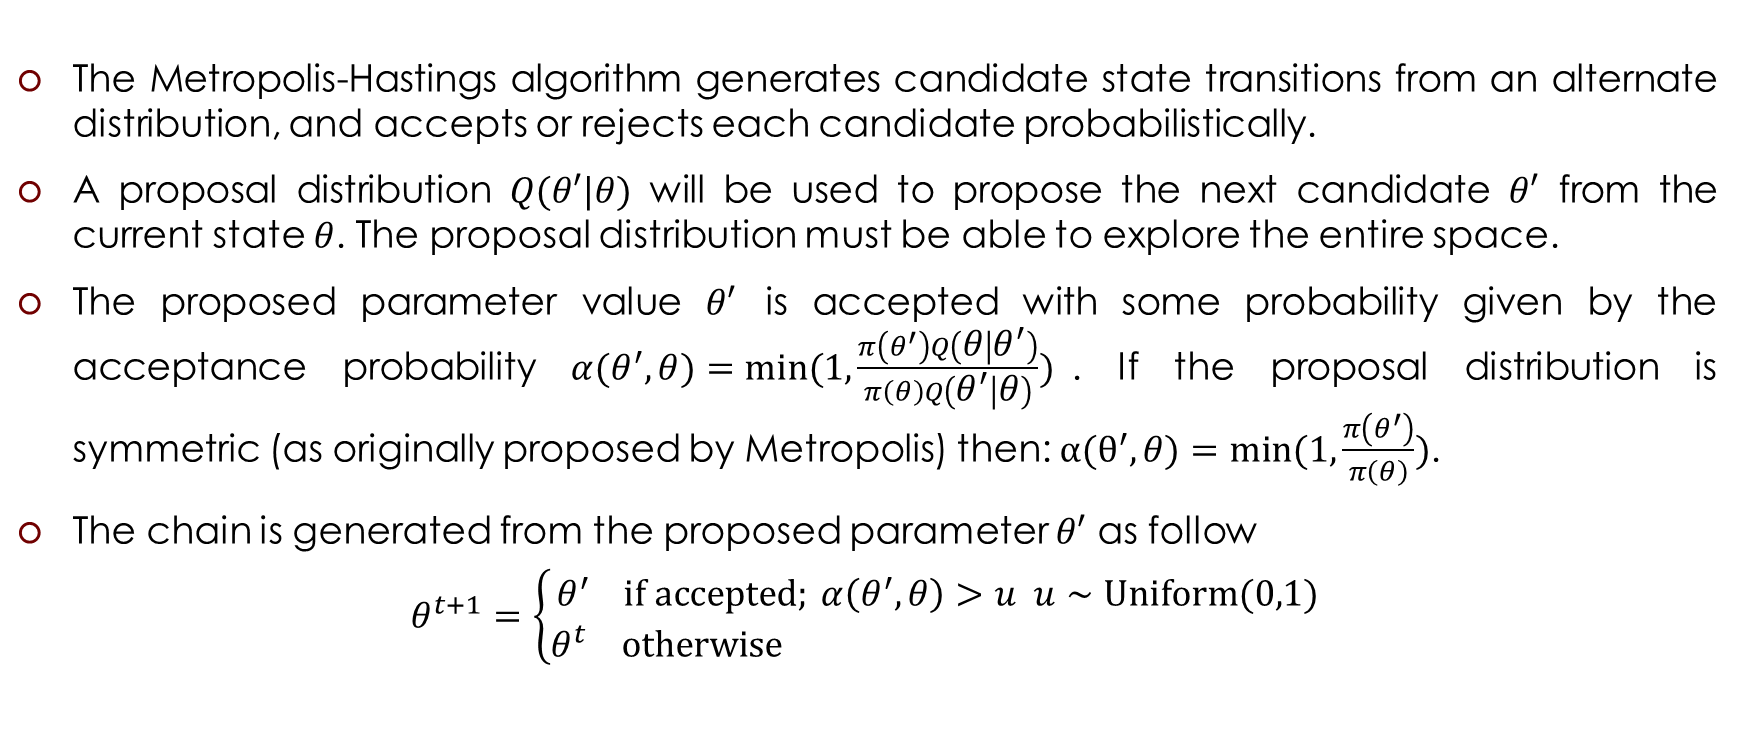 ○ The Metropolis-Hastings algorithm generates candidate state transitions from an alternate
distribution, and accepts or rejects each candidate probabilistically.
○ A proposal distribution Q(θ′|θ) will be used to propose the next candidate θ′ from the
current state θ. The proposal distribution must be able to explore the entire space.
○ The proposed parameter value θ′ is accepted with some probability given by the
acceptance probability α(θ′,θ) = min(1, π(θ′)Q(θ|θ′) / π(θ)Q(θ′|θ)) . If the proposal distribution is
symmetric (as originally proposed by Metropolis) then: α(θ′,θ) = min(1, π(θ′) / π(θ)).
○ The chain is generated from the proposed parameter θ′ as follow
θᵗ⁺¹ = { θ′ if accepted; α(θ′,θ) > u u ~ Uniform(0,1)
θᵗ otherwise